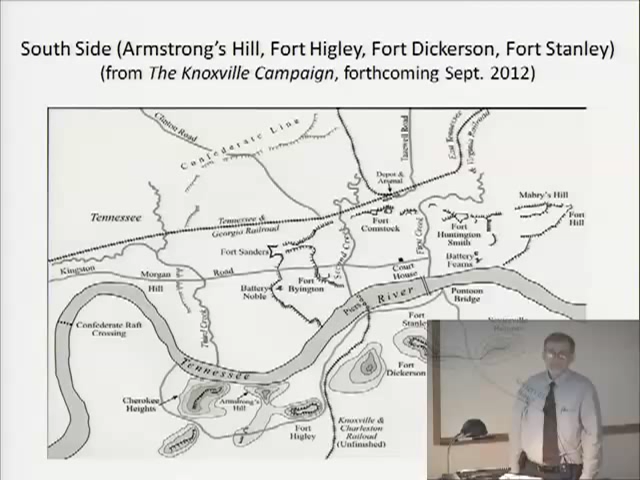 South Side (Armstrong's Hill, Fort Higley, Fort Dickerson, Fort Stanley)
(from The Knoxville Campaign, forthcoming Sept. 2012)
Clinton Road
Confederate Line
Tazewell Road
East Tennessee
& Virginia Railroad
Depot &
Arsenal
Mabry's Hill
Fort
Hill
Tennessee
Tennessee &
Georgia Railroad
Fort
Comstock
First Creek
Fort
Huntington
Smith
Fort Sanders
Second Creek
Battery
Fearns
Kingston
Road
Court
House
Morgan
Hill
Fort
Byington
Battery
Noble
River
Pontoon
Bridge
Confederate Raft
Crossing
Third Creek
Fort
Tennessee
Fort
Dickerson
Cherokee
Heights
Armstrong's
Hill
Fort
Higley
Knoxville &
Charleston
Railroad
(Unfinished)